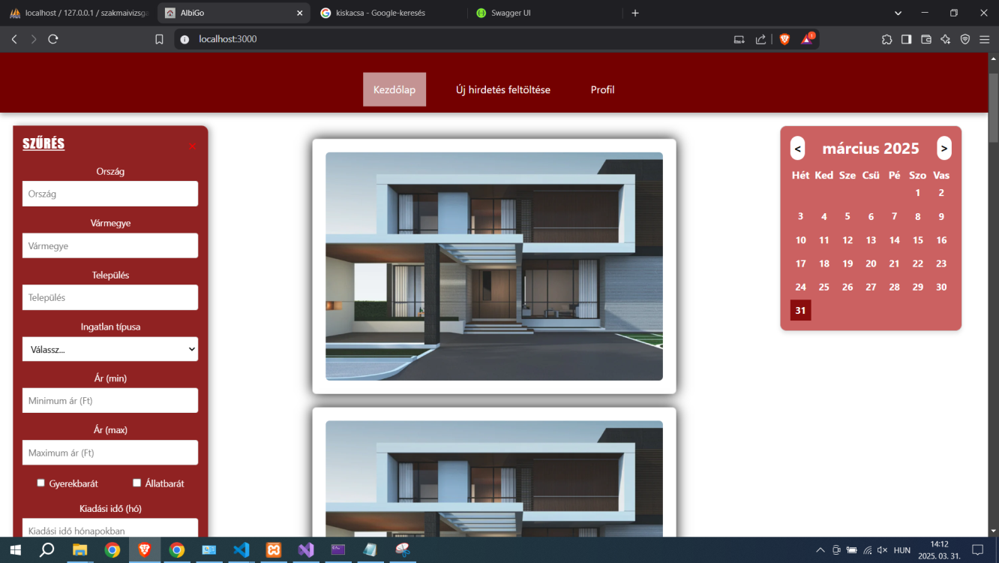 localhost / 127.0.0.1 / szakmaivizsga
AlbiGo
kiskacsa - Google-keresés
Swagger UI
localhost:3000
1
Kezdőlap
Új hirdetés feltöltése
Profil
SZŰRÉS
Ország
Ország
Vármegye
Vármegye
Település
Település
Ingatlan típusa
Válassz...
Ár (min)
Minimum ár (Ft)
Ár (max)
Maximum ár (Ft)
Gyerekbarát
Állatbarát
Kiadási idő (hó)
Kiadási idő hónapokban
< március 2025 >
Hét Ked Sze Csü Pé Szo Vas
1 2
3 4 5 6 7 8 9
10 11 12 13 14 15 16
17 18 19 20 21 22 23
24 25 26 27 28 29 30
31
HUN
14:12
2025. 03. 31.